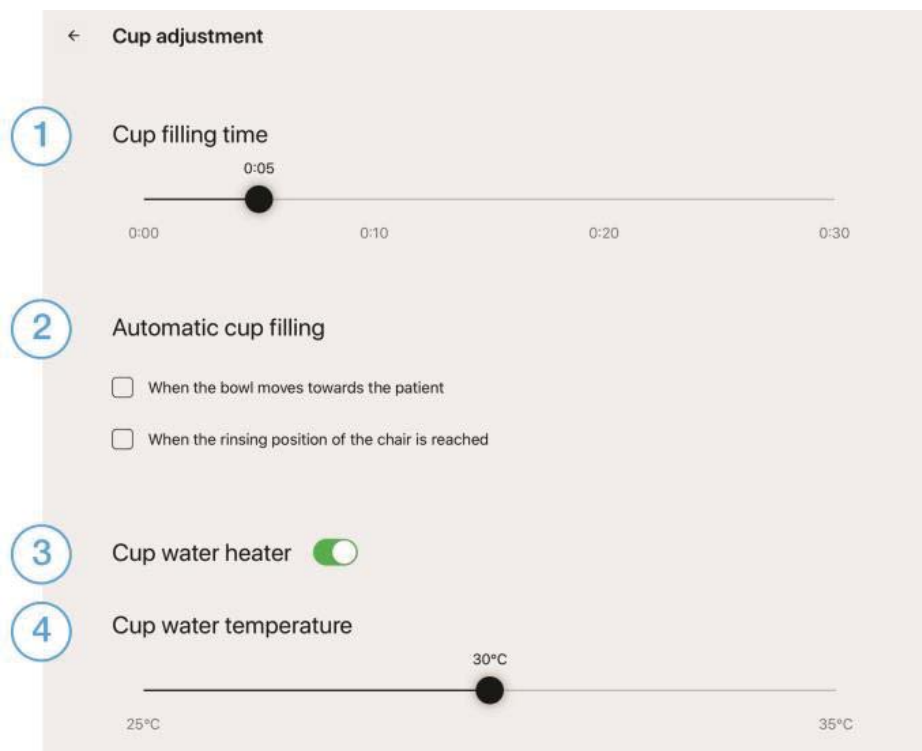 ← Cup adjustment
1 Cup filling time
0:05
0:00 0:10 0:20 0:30
2 Automatic cup filling
When the bowl moves towards the patient
When the rinsing position of the chair is reached
3 Cup water heater
4 Cup water temperature
30°C
25°C 35°C